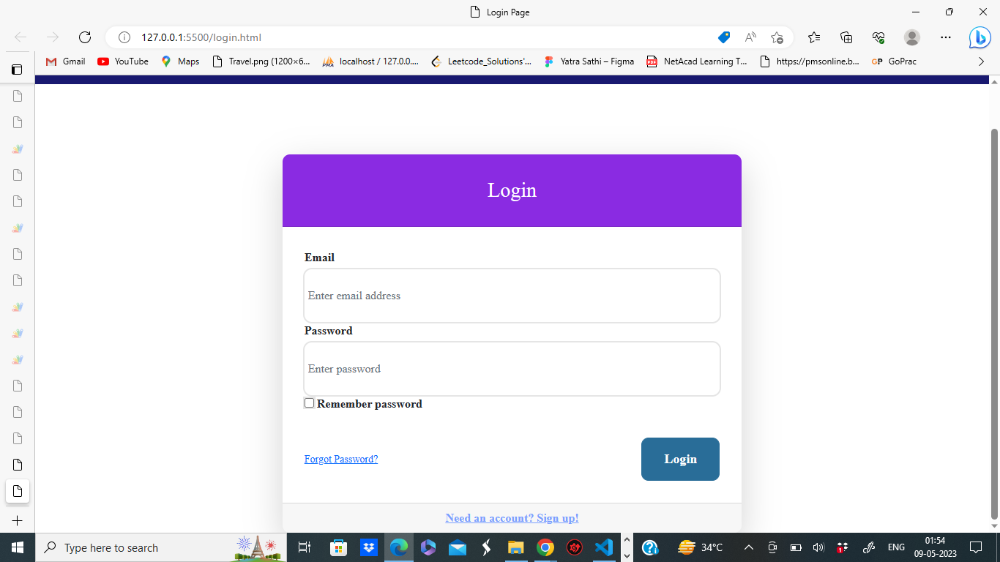 Login Page
127.0.0.1:5500/login.html
Gmail YouTube Maps Travel.png (1200×6... localhost / 127.0.0.... Leetcode_Solutions'... Yatra Sathi – Figma NetAcad Learning T... https://pmsonline.b... GP GoPrac
Login
Email
Enter email address
Password
Enter password
Remember password
Forgot Password?
Login
Need an account? Sign up!
Type here to search
34°C
ENG
01:54
09-05-2023